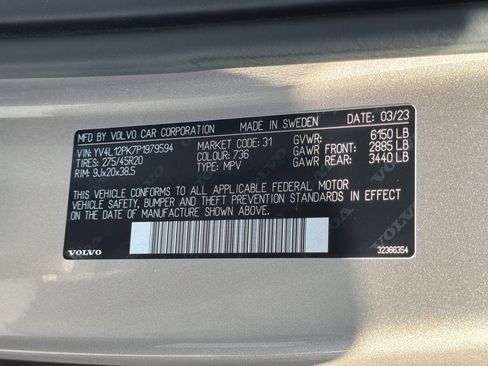 MFD BY VOLVO CAR CORPORATION MADE IN SWEDEN DATE: 03/23
VIN: YV4L12PK7P1979594 MARKET CODE: 31 GVWR: 6150 LB
TIRES: 275/45R20 COLOUR: 736 GAWR FRONT: 2885 LB
RIM: 9Jx20x38.5 TYPE: MPV GAWR REAR: 3440 LB
THIS VEHICLE CONFORMS TO ALL APPLICABLE FEDERAL MOTOR
VEHICLE SAFETY, BUMPER AND THEFT PREVENTION STANDARDS IN EFFECT
ON THE DATE OF MANUFACTURE SHOWN ABOVE.
VOLVO 32366354